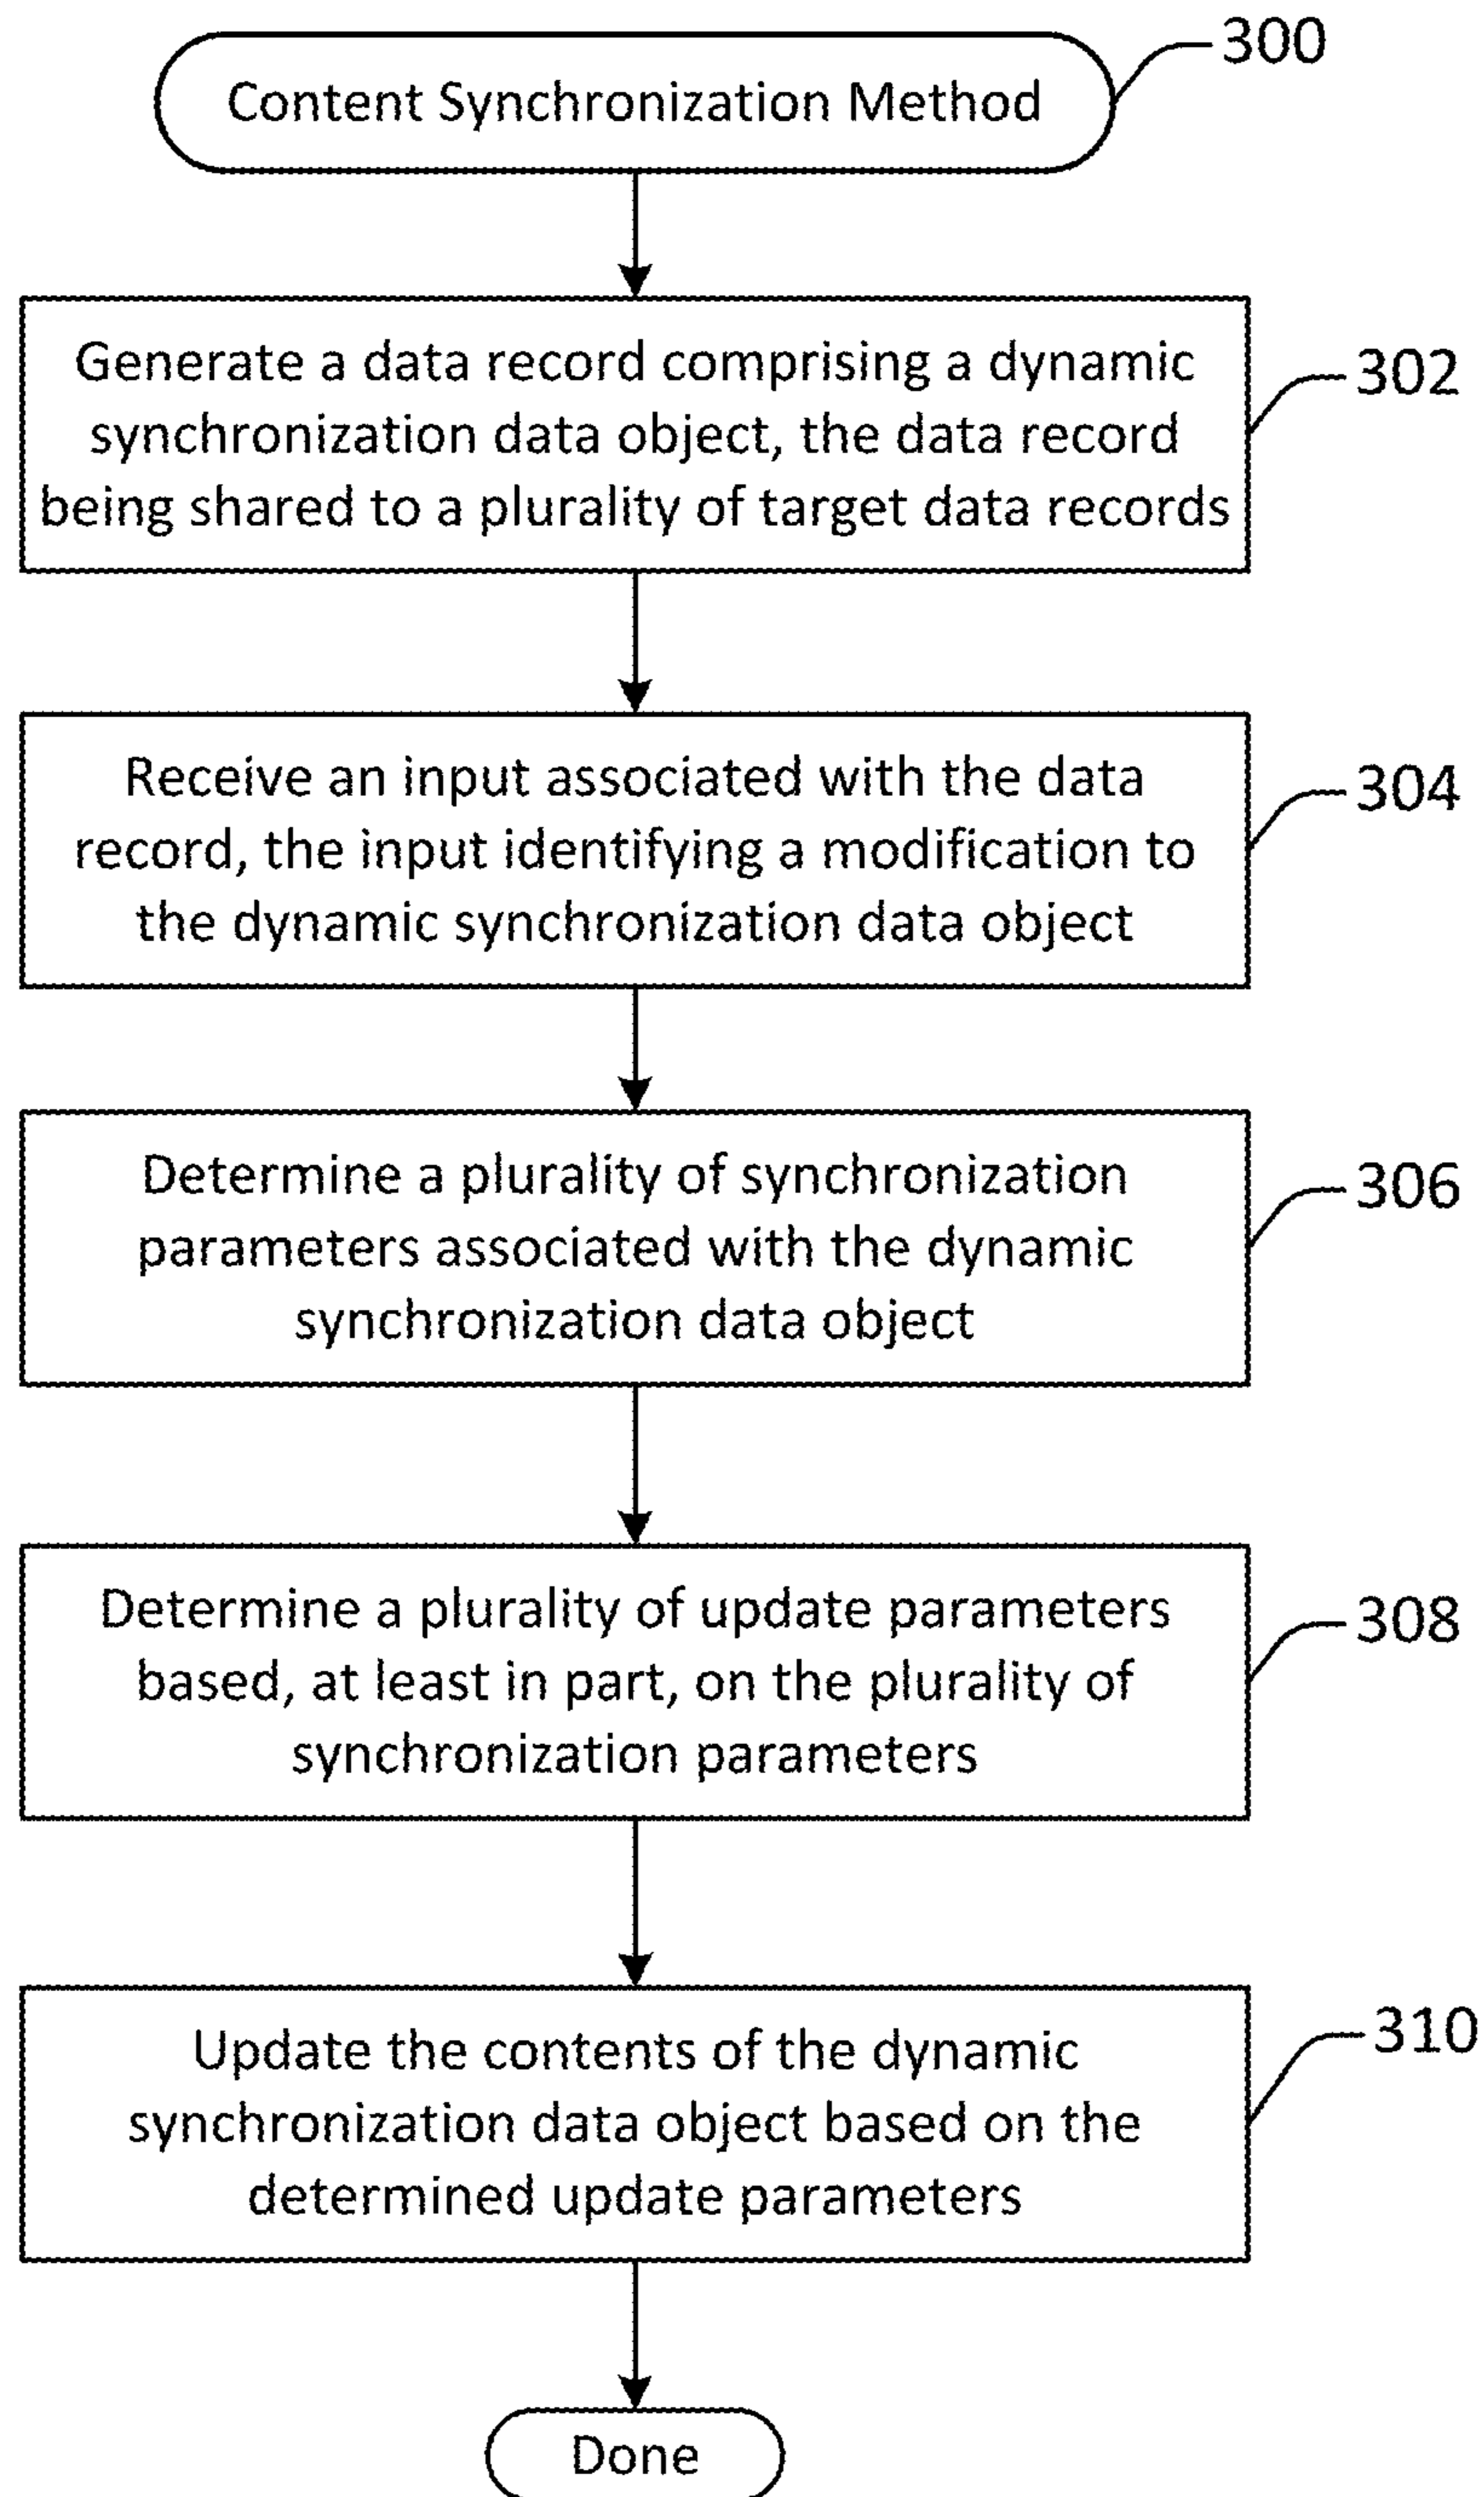 300
Content Synchronization Method
Generate a data record comprising a dynamic
synchronization data object, the data record
being shared to a plurality of target data records
302
Receive an input associated with the data
record, the input identifying a modification to
the dynamic synchronization data object
304
Determine a plurality of synchronization
parameters associated with the dynamic
synchronization data object
306
Determine a plurality of update parameters
based, at least in part, on the plurality of
synchronization parameters
308
Update the contents of the dynamic
synchronization data object based on the
determined update parameters
310
Done